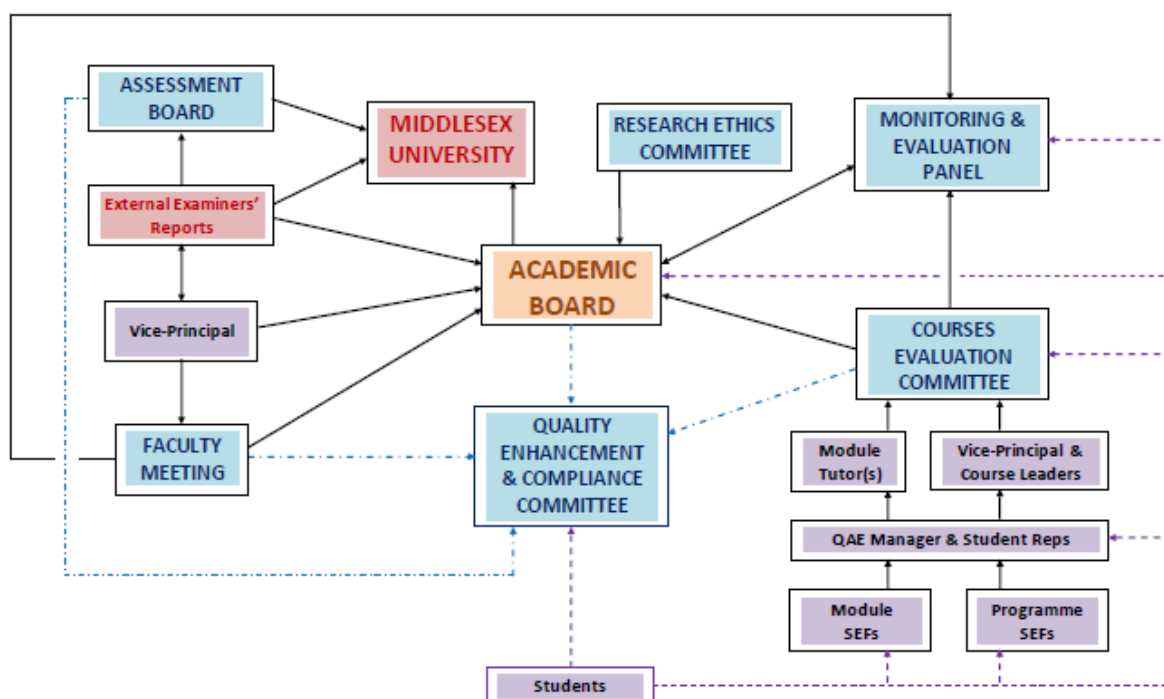 ASSESSMENT
BOARD
MIDDLESEX
UNIVERSITY
RESEARCH ETHICS
COMMITTEE
MONITORING &
EVALUATION
PANEL
External Examiners'
Reports
ACADEMIC
BOARD
Vice-Principal
COURSES
EVALUATION
COMMITTEE
FACULTY
MEETING
QUALITY
ENHANCEMENT
& COMPLIANCE
COMMITTEE
Module
Tutor(s)
Vice-Principal &
Course Leaders
QAE Manager & Student Reps
Module
SEFs
Programme
SEFs
Students